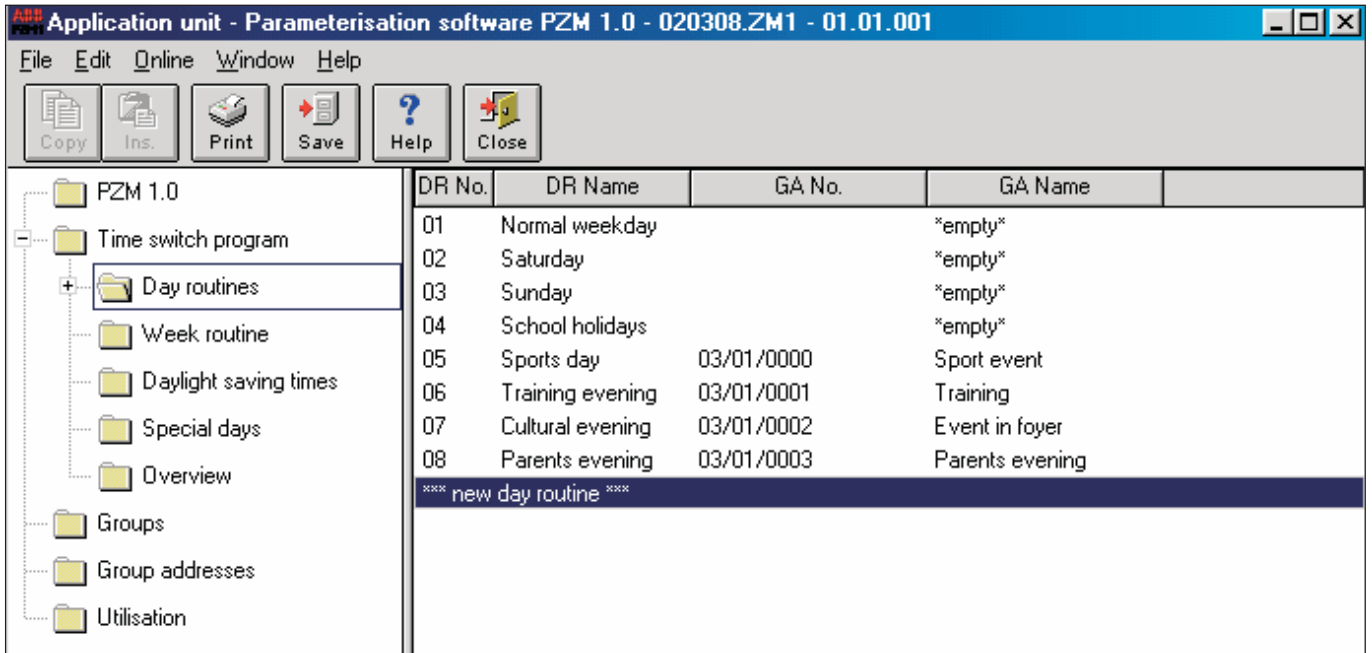 ABB Application unit - Parameterisation software PZM 1.0 - 020308.ZM1 - 01.01.001
File Edit Online Window Help
Copy Ins. Print Save Help Close
PZM 1.0
Time switch program
Day routines
Week routine
Daylight saving times
Special days
Overview
Groups
Group addresses
Utilisation
DR No. DR Name GA No. GA Name
01 Normal weekday *empty*
02 Saturday *empty*
03 Sunday *empty*
04 School holidays *empty*
05 Sports day 03/01/0000 Sport event
06 Training evening 03/01/0001 Training
07 Cultural evening 03/01/0002 Event in foyer
08 Parents evening 03/01/0003 Parents evening
*** new day routine ***